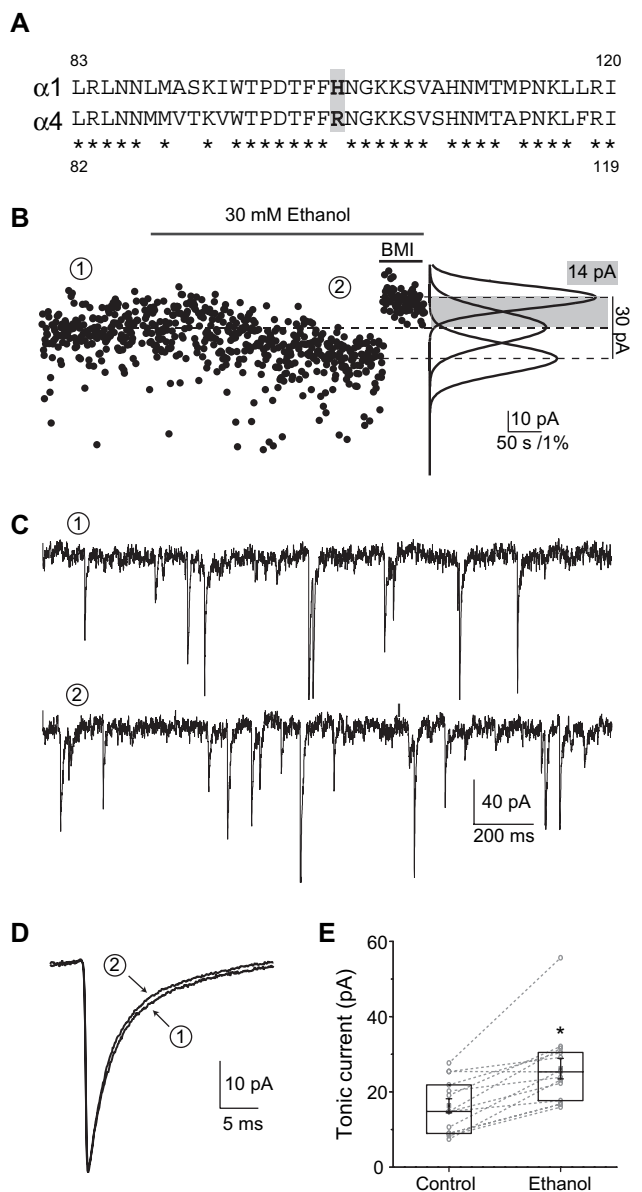 A
83 120
α1 LRLNNLMASKIWTPDTFFHNGKKSVAHNMTMPNKLLRI
α4 LRLNNMMVTKVWTPDTFFRNGKKSVSHNMTAPNKLFRI
***** * * ******** ******* **** **** **
82 119
B
30 mM Ethanol
BMI
① ②
14 pA
30 pA
10 pA
50 s /1%
C
①
②
40 pA
200 ms
D
②
①
10 pA
5 ms
E
Tonic current (pA)
60
40
20
0
*
Control Ethanol